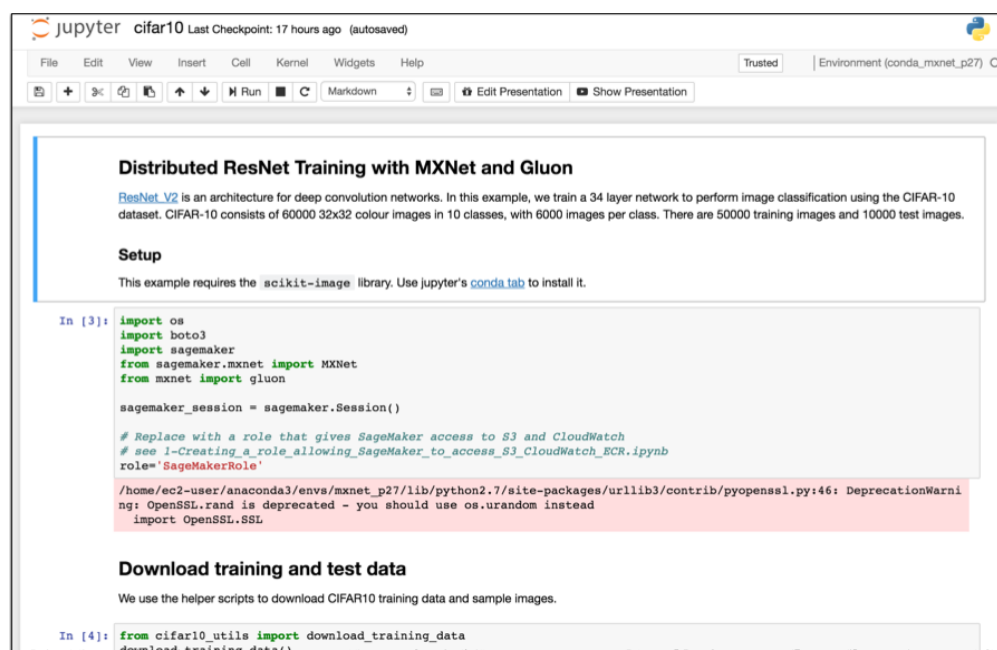 jupyter cifar10 Last Checkpoint: 17 hours ago (autosaved)
File Edit View Insert Cell Kernel Widgets Help Trusted Environment (conda_mxnet_p27)
Run Markdown Edit Presentation Show Presentation
Distributed ResNet Training with MXNet and Gluon
ResNet_V2 is an architecture for deep convolution networks. In this example, we train a 34 layer network to perform image classification using the CIFAR-10
dataset. CIFAR-10 consists of 60000 32x32 colour images in 10 classes, with 6000 images per class. There are 50000 training images and 10000 test images.
Setup
This example requires the scikit-image library. Use jupyter's conda tab to install it.
In [3]: import os
import boto3
import sagemaker
from sagemaker.mxnet import MXNet
from mxnet import gluon
sagemaker_session = sagemaker.Session()
# Replace with a role that gives SageMaker access to S3 and CloudWatch
# see 1-Creating_a_role_allowing_SageMaker_to_access_S3_CloudWatch_ECR.ipynb
role='SageMakerRole'
/home/ec2-user/anaconda3/envs/mxnet_p27/lib/python2.7/site-packages/urllib3/contrib/pyopenssl.py:46: DeprecationWarni
ng: OpenSSL.rand is deprecated - you should use os.urandom instead
import OpenSSL.SSL
Download training and test data
We use the helper scripts to download CIFAR10 training data and sample images.
In [4]: from cifar10_utils import download_training_data
download_training_data()